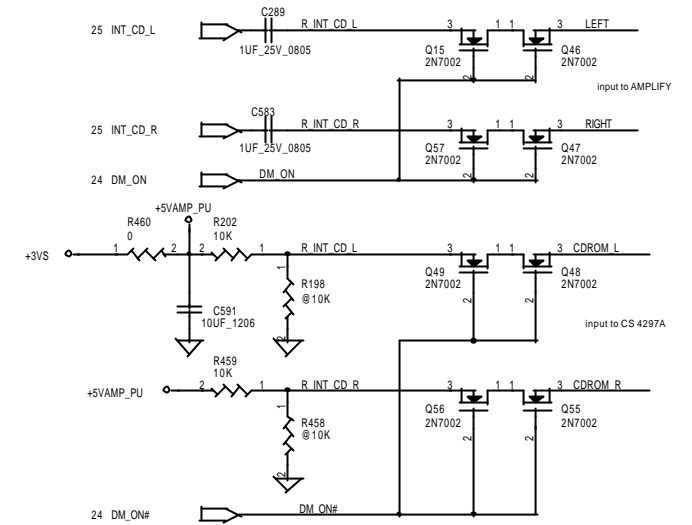 C289
25 INT_CD_L R_INT_CD_L 3 1 1 3 LEFT
1UF_25V_0805 Q15 Q46
2N7002 2N7002
2 2
input to AMPLIFY
C583
25 INT_CD_R R_INT_CD_R 3 1 1 3 RIGHT
1UF_25V_0805 Q57 Q47
2N7002 2N7002
24 DM_ON DM_ON 2 2
+5VAMP_PU
R460 R202
0 10K
+3VS 1 2 2 1 R_INT_CD_L 3 1 1 3 CDROM_L
1 R198 Q49 Q48
@10K 2N7002 2N7002
2 2
C591
10UF_1206
input to CS 4297A
2
R459
10K
+5VAMP_PU 2 1 R_INT_CD_R 3 1 1 3 CDROM_R
1 Q56 Q55
R458 2N7002 2N7002
@10K
2 2
2
24 DM_ON# DM_ON#